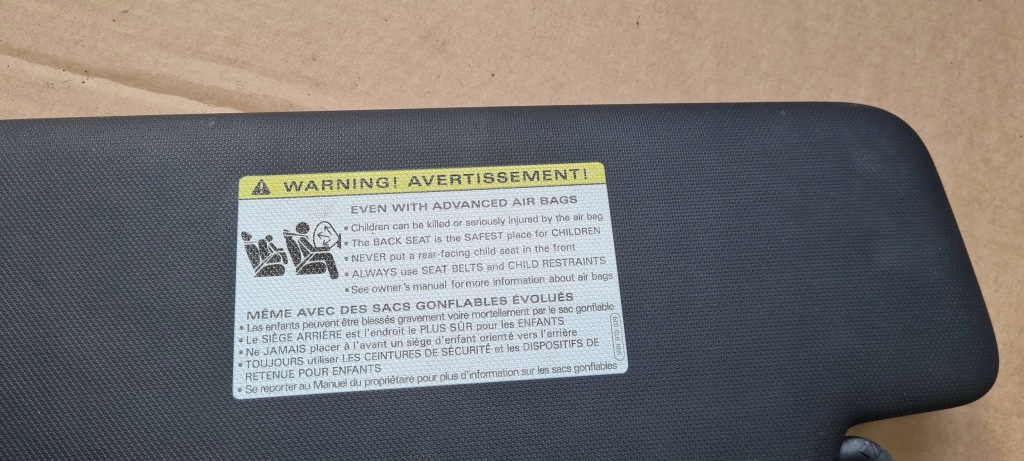 WARNING! AVERTISSEMENT!
EVEN WITH ADVANCED AIR BAGS
• Children can be killed or seriously injured by the air bag
• The BACK SEAT is the SAFEST place for CHILDREN
• NEVER put a rear-facing child seat in the front
• ALWAYS use SEAT BELTS and CHILD RESTRAINTS
• See owner's manual for more information about air bags
MÊME AVEC DES SACS GONFLABLES ÉVOLUÉS
• Les enfants peuvent être blessés gravement voire mortellement par le sac gonflable
• Le SIÈGE ARRIÈRE est l'endroit le PLUS SÛR pour les ENFANTS
• Ne JAMAIS placer à l'avant un siège d'enfant orienté vers l'arrière
• TOUJOURS utiliser LES CEINTURES DE SÉCURITÉ et les DISPOSITIFS DE
RETENUE POUR ENFANTS
• Se reporter au Manuel du propriétaire pour plus d'information sur les sacs gonflables